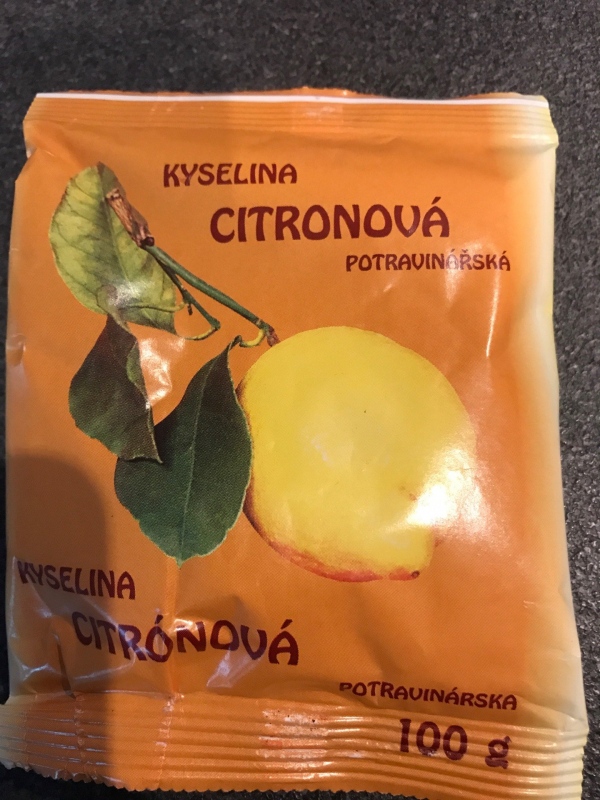 KYSELINA
CITRONOVÁ
POTRAVINÁŘSKÁ
KYSELINA
CITRÓNOVÁ
POTRAVINÁRSKA
100 g